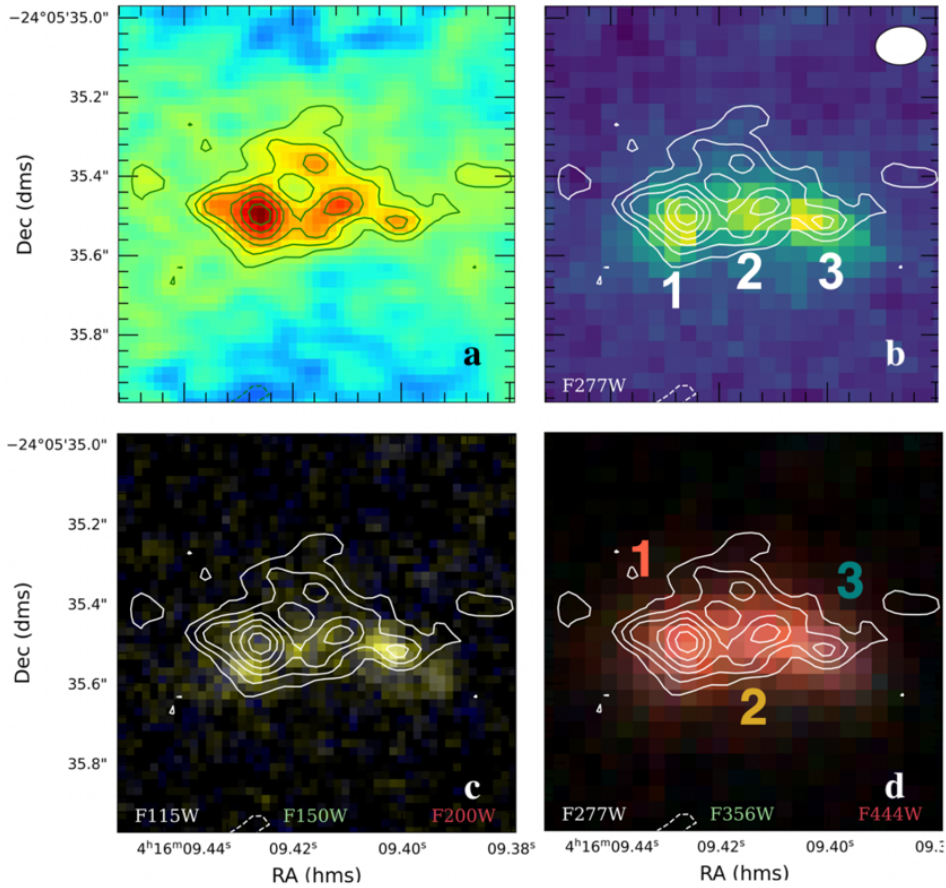 −24°05'35.0"
35.2"
35.4"
35.6"
35.8"
Dec (dms)
a
1
2
3
b
F277W
−24°05'35.0"
35.2"
35.4"
35.6"
35.8"
Dec (dms)
c
F115W F150W F200W
1
2
3
d
F277W F356W F444W
4ʰ16ᵐ09.44ˢ 09.42ˢ 09.40ˢ 09.38ˢ
RA (hms)
4ʰ16ᵐ09.44ˢ 09.42ˢ 09.40ˢ 09.3
RA (hms)